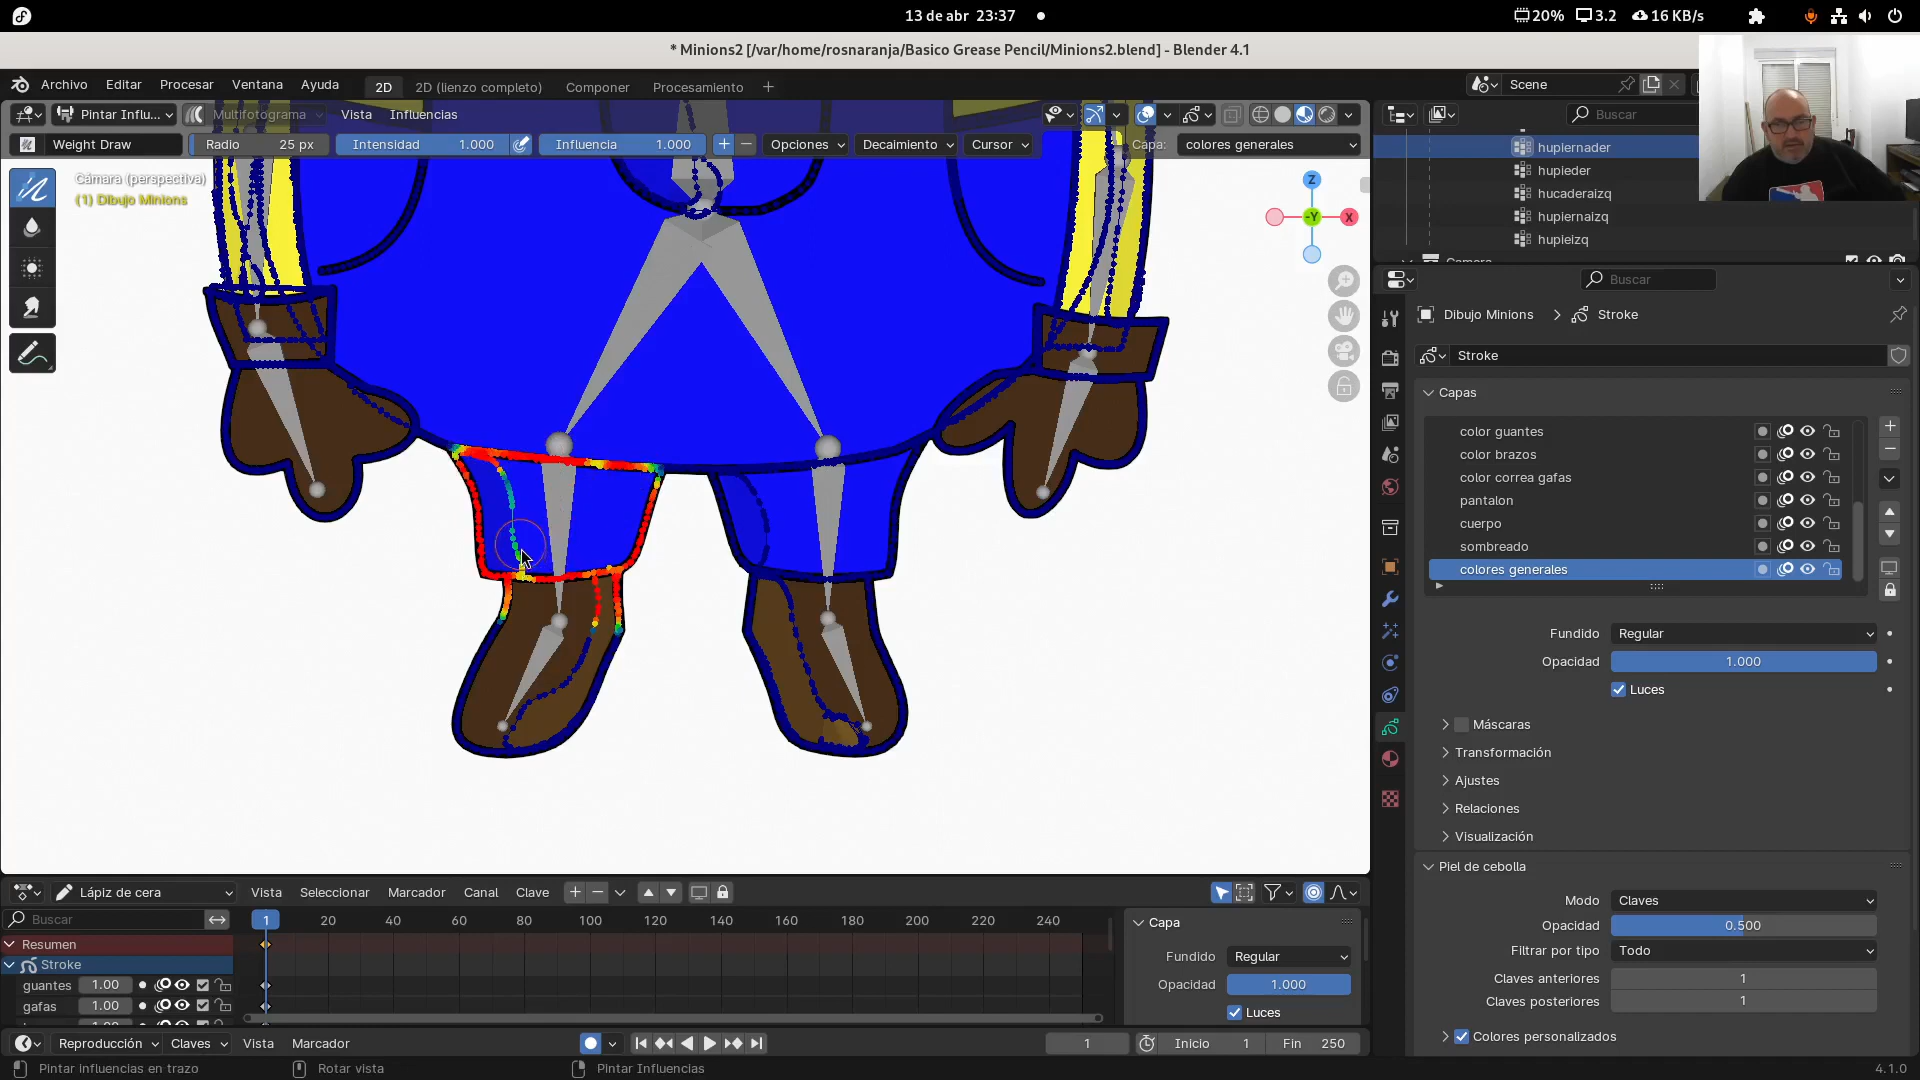 13 de abr 23:37
20%
3.2
16 KB/s
* Minions2 [/var/home/rosnaranja/Basico Grease Pencil/Minions2.blend] - Blender 4.1
Archivo Editar Procesar Ventana Ayuda
2D 2D (lienzo completo) Componer Procesamiento +
Scene
Pintar Influ... Multifotograma Vista Influencias
Buscar
Weight Draw Radio 25 px Intensidad 1.000 Influencia 1.000 Opciones Decaimiento Cursor Capa: colores generales
hupiernader
hupieder
hucaderaizq
hupiernaizq
hupieizq
Cámara (perspectiva)
(1) Dibujo Minions
Z
-Y
X
Buscar
Dibujo Minions > Stroke
Stroke
Capas
color guantes
color brazos
color correa gafas
pantalon
cuerpo
sombreado
colores generales
Fundido Regular
Opacidad 1.000
Luces
Máscaras
Transformación
Ajustes
Relaciones
Visualización
Piel de cebolla
Modo Claves
Opacidad 0.500
Filtrar por tipo Todo
Claves anteriores 1
Claves posteriores 1
Colores personalizados
Lápiz de cera Vista Seleccionar Marcador Canal Clave
Buscar
1 20 40 60 80 100 120 140 160 180 200 220 240
Resumen
Stroke
guantes 1.00
gafas 1.00
Capa
Fundido Regular
Opacidad 1.000
Luces
Reproducción Claves Vista Marcador
1 Inicio 1 Fin 250
Pintar influencias en trazo Rotar vista Pintar Influencias
4.1.0